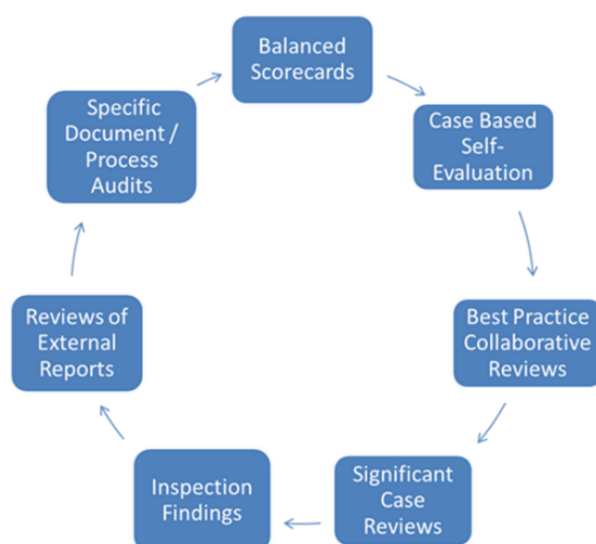 Balanced
Scorecards
Case Based
Self-
Evaluation
Best Practice
Collaborative
Reviews
Significant
Case
Reviews
Inspection
Findings
Reviews of
External
Reports
Specific
Document /
Process
Audits